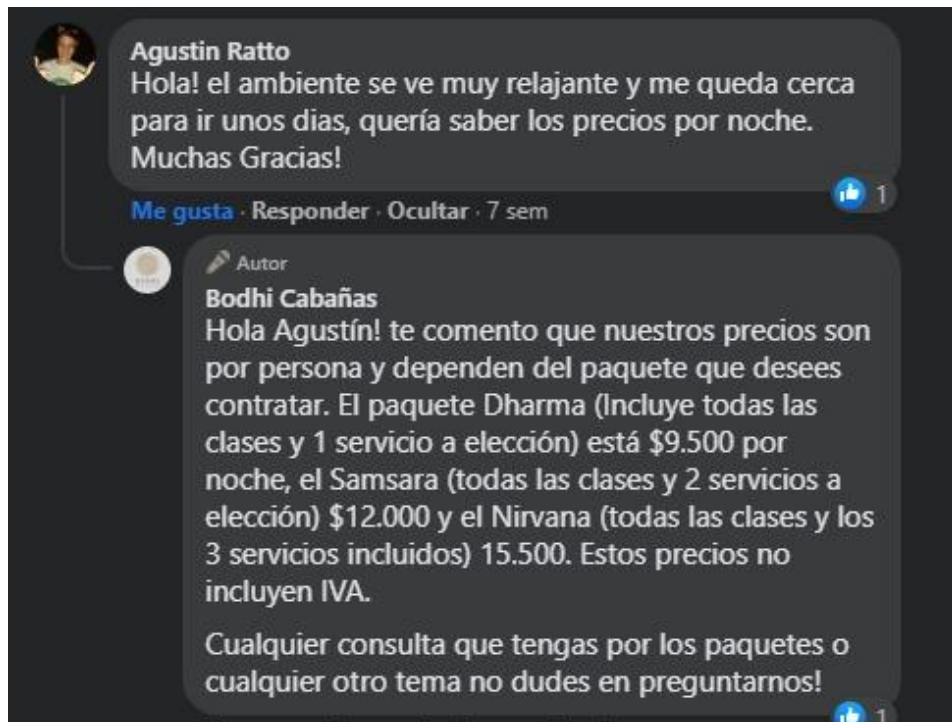 Agustin Ratto
Hola! el ambiente se ve muy relajante y me queda cerca
para ir unos dias, quería saber los precios por noche.
Muchas Gracias!
1
Me gusta · Responder · Ocultar · 7 sem
Autor
Bodhi Cabañas
Hola Agustín! te comento que nuestros precios son
por persona y dependen del paquete que desees
contratar. El paquete Dharma (Incluye todas las
clases y 1 servicio a elección) está $9.500 por
noche, el Samsara (todas las clases y 2 servicios a
elección) $12.000 y el Nirvana (todas las clases y los
3 servicios incluidos) 15.500. Estos precios no
incluyen IVA.
Cualquier consulta que tengas por los paquetes o
cualquier otro tema no dudes en preguntarnos!
1